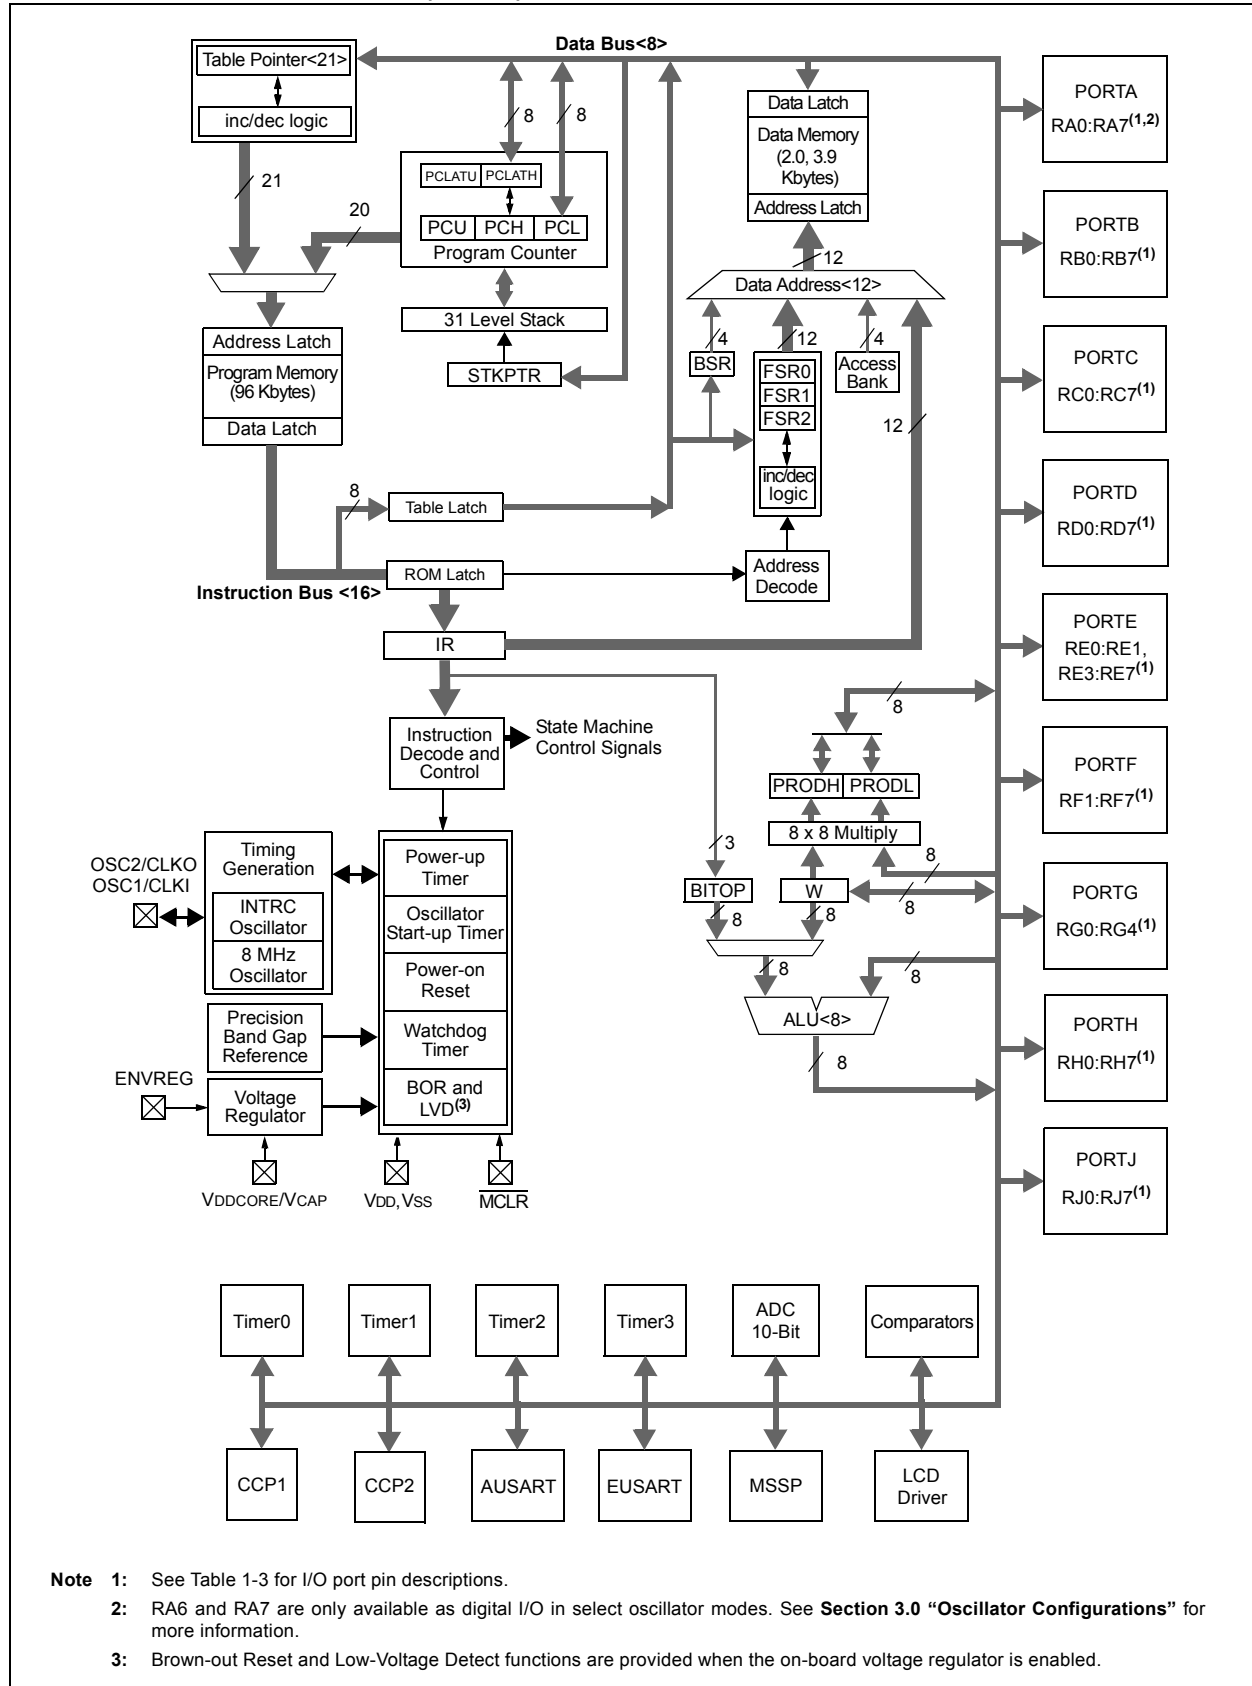 Data Bus<8>
Table Pointer<21>
inc/dec logic
21
8
8
PCLATU
PCLATH
20
PCU
PCH
PCL
Program Counter
31 Level Stack
STKPTR
Data Latch
Data Memory
(2.0, 3.9
Kbytes)
Address Latch
12
Data Address<12>
4
12
4
BSR
FSR0
FSR1
FSR2
inc/dec
logic
Access
Bank
12
Address Latch
Program Memory
(96 Kbytes)
Data Latch
8
Table Latch
ROM Latch
Instruction Bus <16>
Address
Decode
IR
Instruction
Decode and
Control
State Machine
Control Signals
8
PRODH
PRODL
8 x 8 Multiply
3
8
BITOP
W
8
8
8
8
8
ALU<8>
8
OSC2/CLKO
OSC1/CLKI
Timing
Generation
INTRC
Oscillator
8 MHz
Oscillator
Precision
Band Gap
Reference
ENVREG
Voltage
Regulator
Power-up
Timer
Oscillator
Start-up Timer
Power-on
Reset
Watchdog
Timer
BOR and
LVD(3)
VDDCORE/VCAP
VDD,VSS
MCLR
PORTA
RA0:RA7(1,2)
PORTB
RB0:RB7(1)
PORTC
RC0:RC7(1)
PORTD
RD0:RD7(1)
PORTE
RE0:RE1,
RE3:RE7(1)
PORTF
RF1:RF7(1)
PORTG
RG0:RG4(1)
PORTH
RH0:RH7(1)
PORTJ
RJ0:RJ7(1)
Timer0
Timer1
Timer2
Timer3
ADC
10-Bit
Comparators
CCP1
CCP2
AUSART
EUSART
MSSP
LCD
Driver
Note 1: See Table 1-3 for I/O port pin descriptions.
2: RA6 and RA7 are only available as digital I/O in select oscillator modes. See Section 3.0 “Oscillator Configurations” for
more information.
3: Brown-out Reset and Low-Voltage Detect functions are provided when the on-board voltage regulator is enabled.